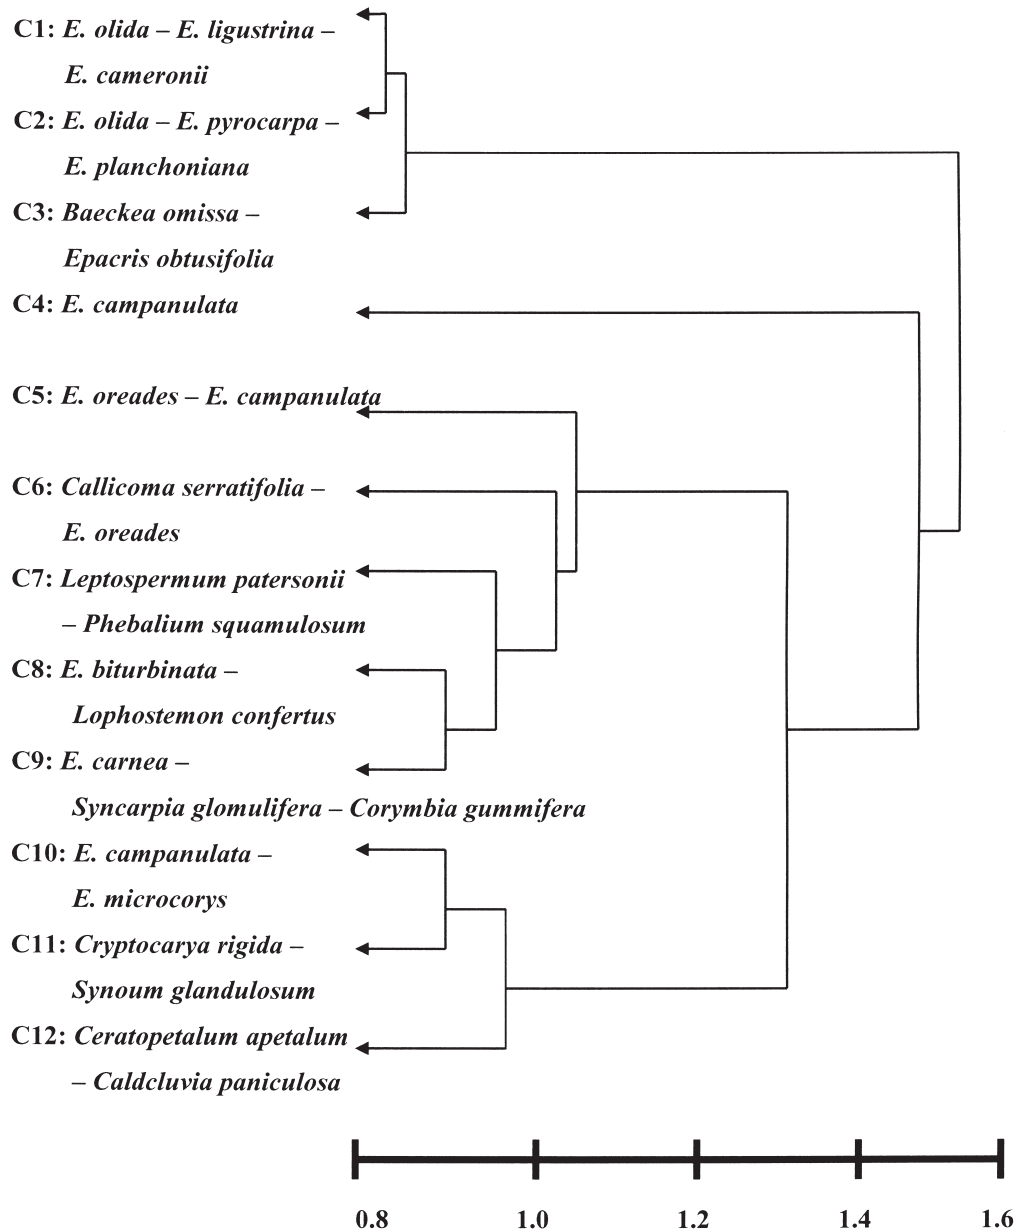 C1: E. olida – E. ligustrina –
E. cameronii
C2: E. olida – E. pyrocarpa –
E. planchoniana
C3: Baeckea omissa –
Epacris obtusifolia
C4: E. campanulata
C5: E. oreades – E. campanulata
C6: Callicoma serratifolia –
E. oreades
C7: Leptospermum patersonii
– Phebalium squamulosum
C8: E. biturbinata –
Lophostemon confertus
C9: E. carnea –
Syncarpia glomulifera – Corymbia gummifera
C10: E. campanulata –
E. microcorys
C11: Cryptocarya rigida –
Synoum glandulosum
C12: Ceratopetalum apetalum
– Caldcluvia paniculosa
0.8 1.0 1.2 1.4 1.6